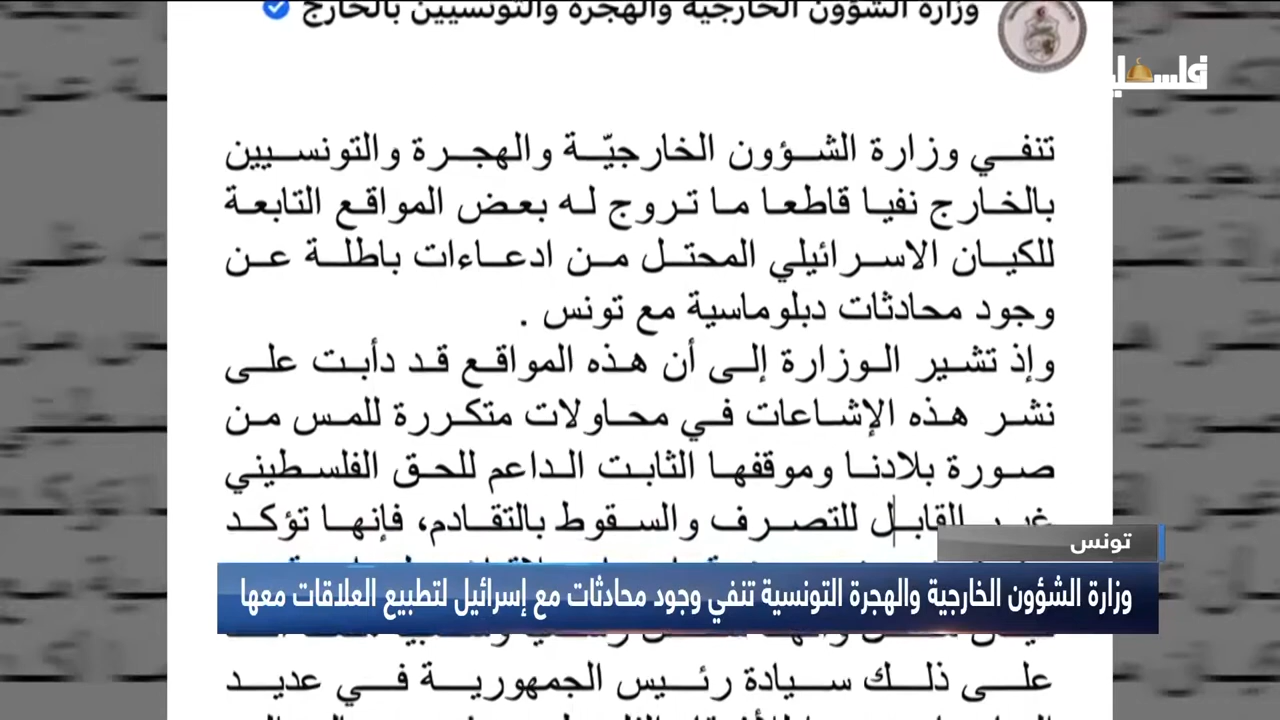 وزارة الشؤون الخارجية والهجرة والتونسيين بالخارج
فلسطين
تنفي وزارة الشؤون الخارجيّة والهجرة والتونسيين
بالخارج نفيا قاطعا ما تروج له بعض المواقع التابعة
للكيان الاسرائيلي المحتل من ادعاءات باطلة عن
وجود محادثات دبلوماسية مع تونس .
وإذ تشير الوزارة إلى أن هذه المواقع قد دأبت على
نشر هذه الإشاعات في محاولات متكررة للمس من
صورة بلادنا وموقفها الثابت الداعم للحق الفلسطيني
غير القابل للتصرف والسقوط بالتقادم، فإنها تؤكد
تونس
وزارة الشؤون الخارجية والهجرة التونسية تنفي وجود محادثات مع إسرائيل لتطبيع العلاقات معها
على ذلك سيادة رئيس الجمهورية في عديد